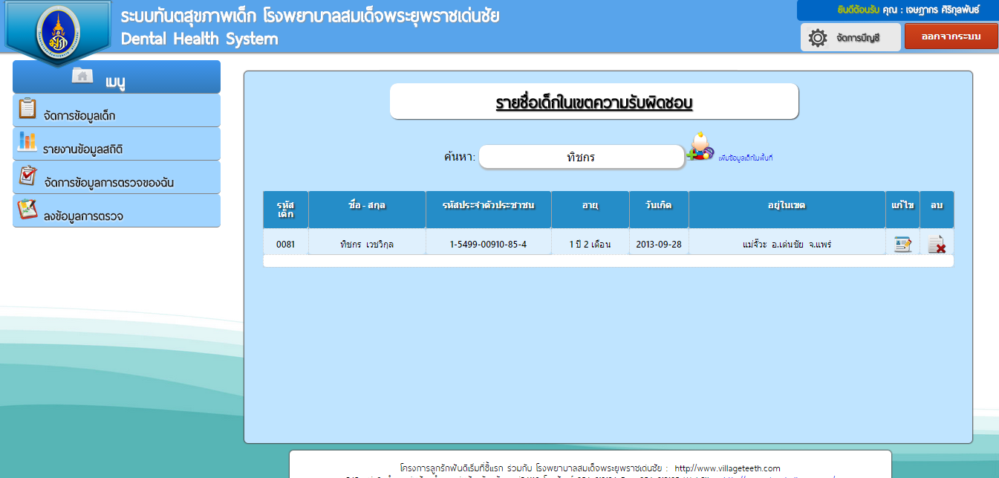 ระบบทันตสุขภาพเด็ก โรงพยาบาลสมเด็จพระยุพราชเด่นชัย
Dental Health System
ยินดีต้อนรับ คุณ : เจษฎากร ศิริกุลพันธ์
จัดการบัญชี
ออกจากระบบ
เมนู
จัดการข้อมูลเด็ก
รายงานข้อมูลสถิติ
จัดการข้อมูลการตรวจของฉัน
ลงข้อมูลการตรวจ
รายชื่อเด็กในเขตความรับผิดชอบ
ค้นหา: ทิชกร
เพิ่มข้อมูลเด็กในพื้นที่
รหัสเด็ก ชื่อ - สกุล รหัสประจำตัวประชาชน อายุ วันเกิด อยู่ในเขต แก้ไข ลบ
0081 ทิชกร เวชวิกุล 1-5499-00910-85-4 1 ปี 2 เดือน 2013-09-28 แม่จั๊วะ อ.เด่นชัย จ.แพร่
โครงการลูกรักฟันดีเริ่มที่ซี่แรก ร่วมกับ โรงพยาบาลสมเด็จพระยุพราชเด่นชัย : http://www.villageteeth.com